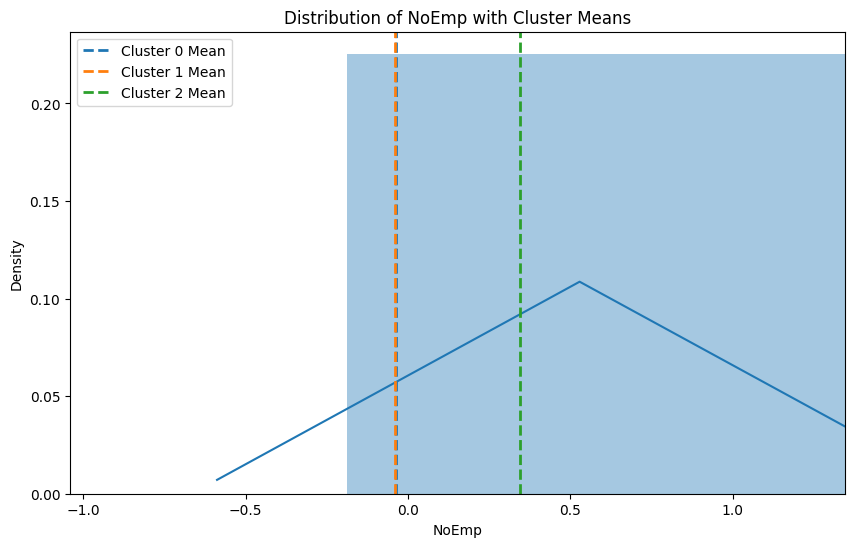 Distribution of NoEmp with Cluster Means
Cluster 0 Mean
Cluster 1 Mean
Cluster 2 Mean
0.20
0.15
0.10
0.05
0.00
Density
−1.0 −0.5 0.0 0.5 1.0
NoEmp